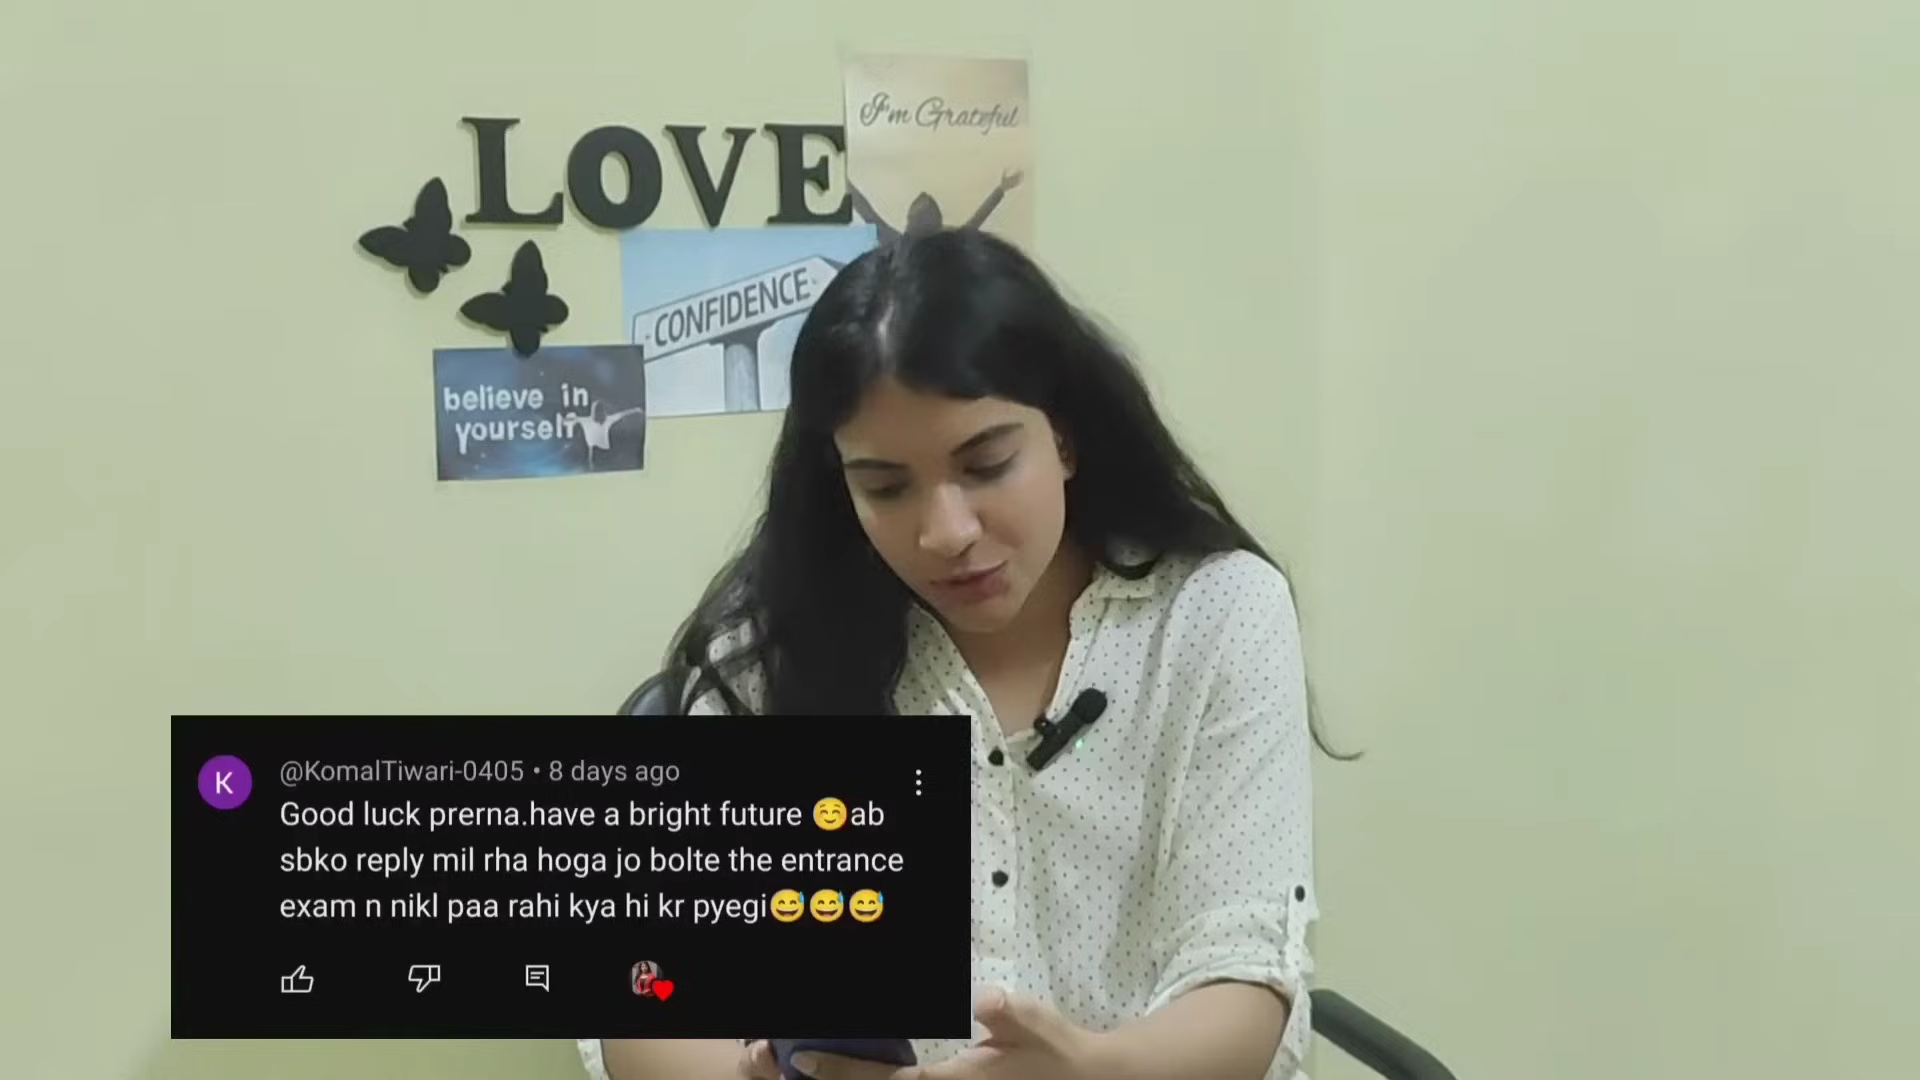 I'm Grateful
LOVE
CONFIDENCE
believe in
yourself
K
@KomalTiwari-0405 • 8 days ago
Good luck prerna.have a bright future ☺️ab
sbko reply mil rha hoga jo bolte the entrance
exam n nikl paa rahi kya hi kr pyegi😅😅😅